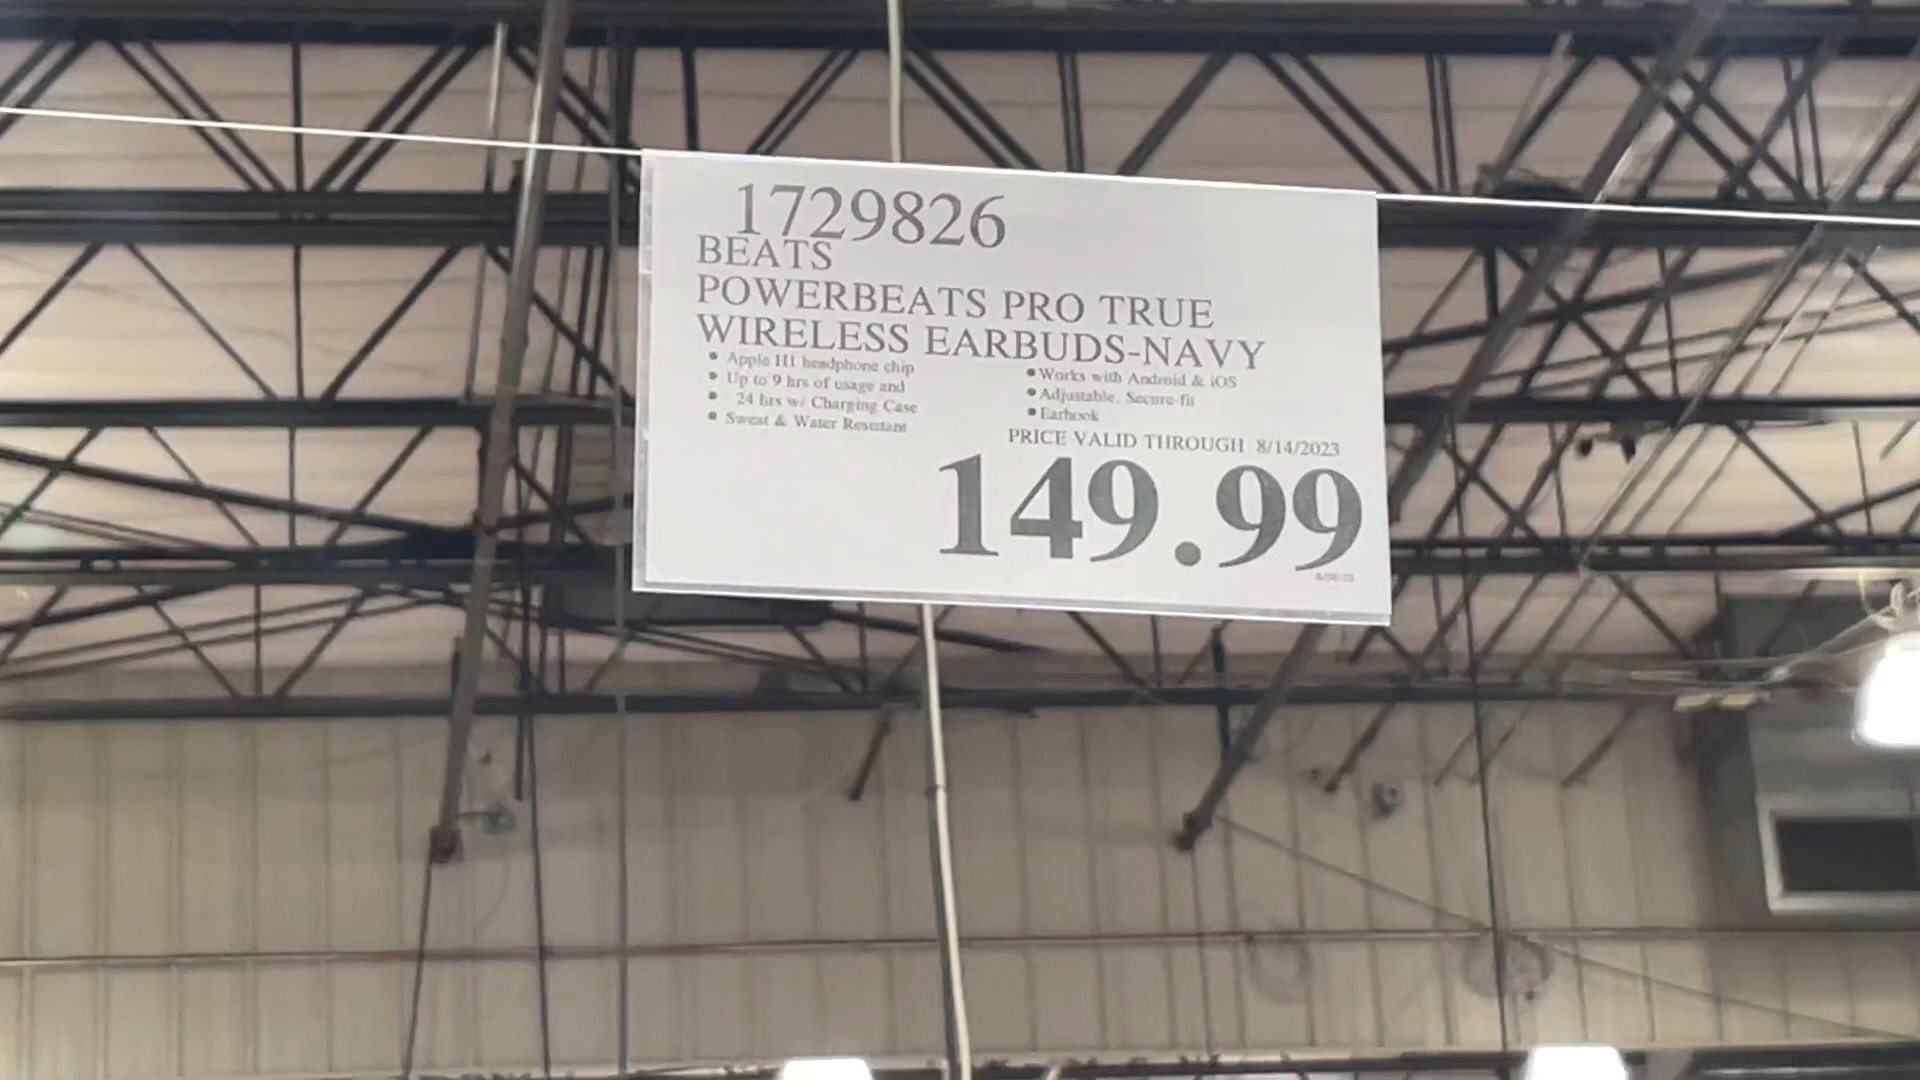 1729826
BEATS
POWERBEATS PRO TRUE
WIRELESS EARBUDS-NAVY
• Apple H1 headphone chip
• Up to 9 hrs of usage and
• 24 hrs w/ Charging Case
• Sweat & Water Resistant
• Works with Android & iOS
• Adjustable, Secure-fit
• Earhook
PRICE VALID THROUGH 8/14/2023
149.99